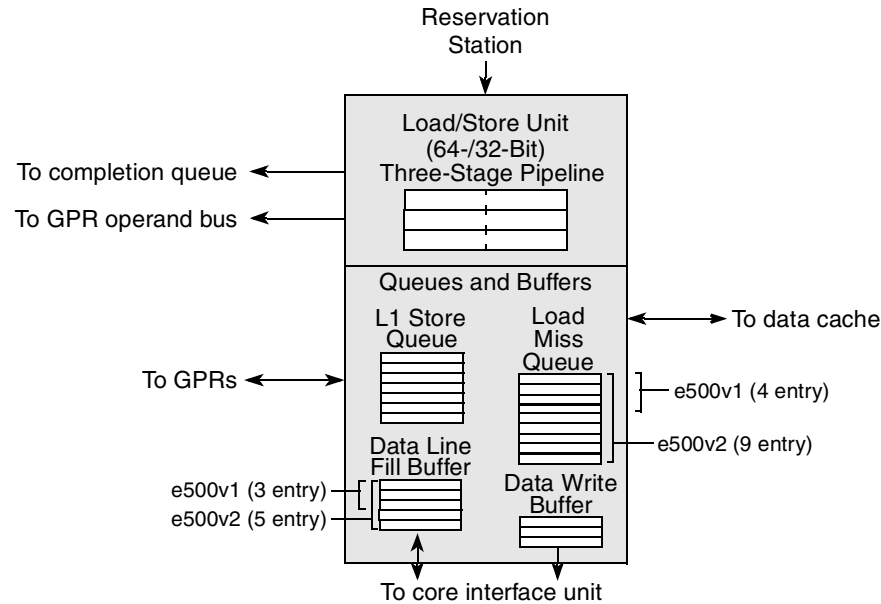 Reservation
Station
Load/Store Unit
(64-/32-Bit)
Three-Stage Pipeline
To completion queue
To GPR operand bus
Queues and Buffers
L1 Store
Queue
Load
Miss
Queue
To data cache
To GPRs
e500v1 (4 entry)
e500v2 (9 entry)
Data Line
Fill Buffer
Data Write
Buffer
e500v1 (3 entry)
e500v2 (5 entry)
To core interface unit